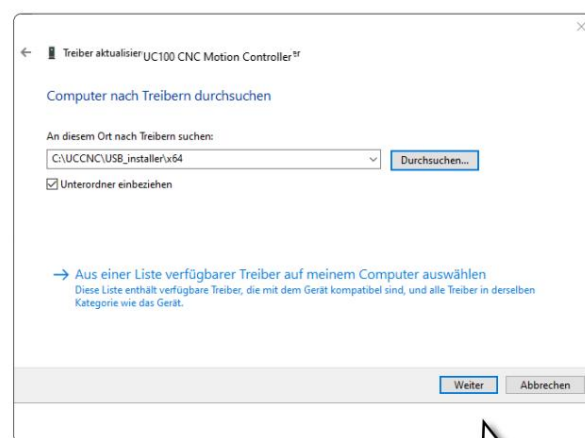 Treiber aktualisier UC100 CNC Motion Controller er
Computer nach Treibern durchsuchen
An diesem Ort nach Treibern suchen:
C:\UCCNC\USB_installer\x64
Durchsuchen...
Unterordner einbeziehen
Aus einer Liste verfügbarer Treiber auf meinem Computer auswählen
Diese Liste enthält verfügbare Treiber, die mit dem Gerät kompatibel sind, und alle Treiber in derselben
Kategorie wie das Gerät.
Weiter
Abbrechen